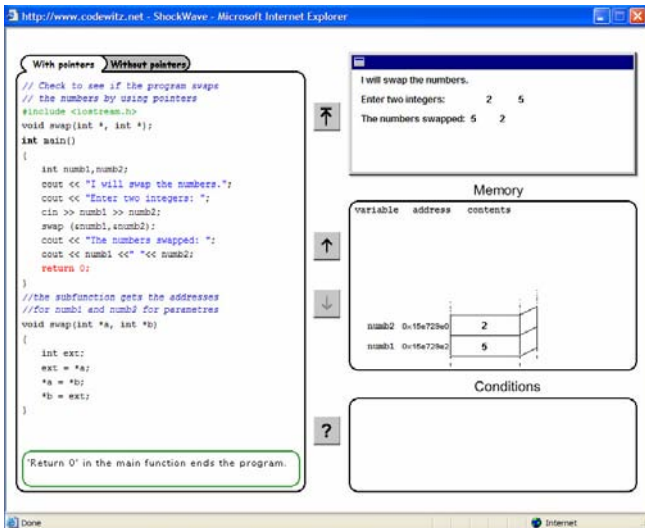 http://www.codewitz.net - ShockWave - Microsoft Internet Explorer
With pointers Without pointers
// Check to see if the program swaps
// the numbers by using pointers
#include <iostream.h>
void swap(int *, int *);
int main()
{
int numb1,numb2;
cout << "I will swap the numbers.";
cout << "Enter two integers: ";
cin >> numb1 >> numb2;
swap (&numb1,&numb2);
cout << "The numbers swapped: ";
cout << numb1 <<" "<< numb2;
return 0;
}
//the subfunction gets the addresses
//for numb1 and numb2 for parametres
void swap(int *a, int *b)
{
int ext;
ext = *a;
*a = *b;
*b = ext;
}
'Return 0' in the main function ends the program.
?
I will swap the numbers.
Enter two integers: 2 5
The numbers swapped: 5 2
Memory
variable address contents
numb2 0x15e729e0 2
numb1 0x15e729e2 5
Conditions
Done
Internet